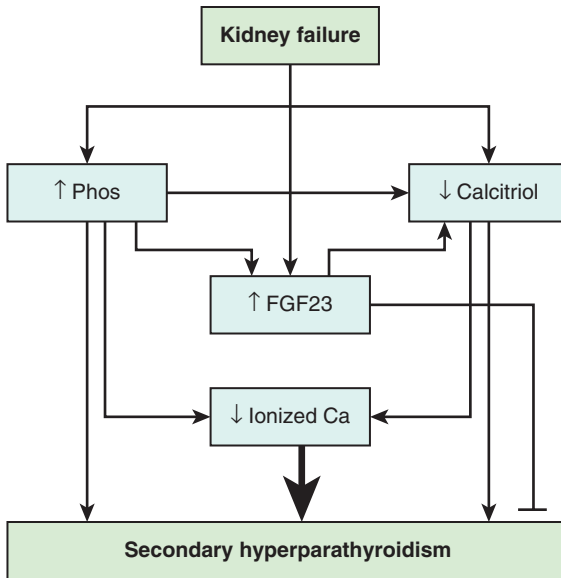 Kidney failure
↑ Phos
↓ Calcitriol
↑ FGF23
↓ Ionized Ca
Secondary hyperparathyroidism